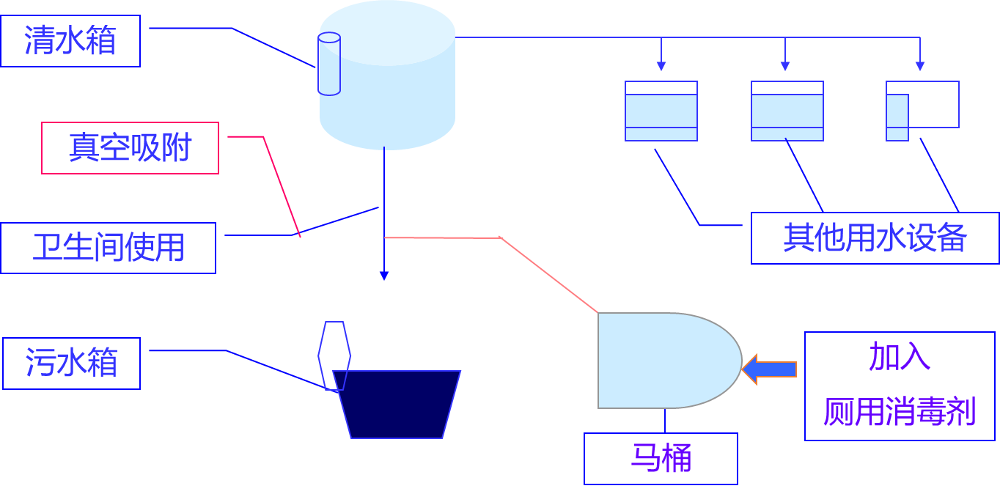 清水箱
真空吸附
卫生间使用
其他用水设备
污水箱
加入
厕用消毒剂
马桶